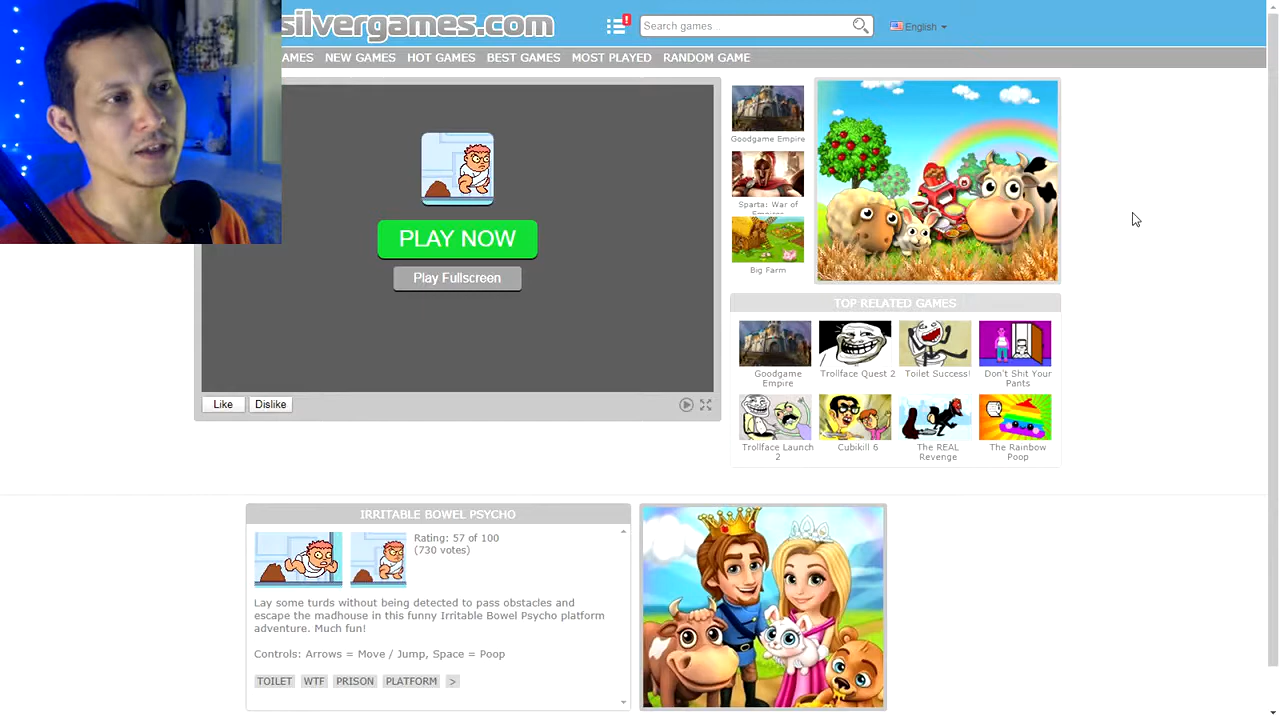 silvergames.com
Search games ..
English
AMES NEW GAMES HOT GAMES BEST GAMES MOST PLAYED RANDOM GAME
PLAY NOW
Play Fullscreen
Like Dislike
Goodgame Empire
Sparta: War of
Empires
Big Farm
TOP RELATED GAMES
Goodgame
Empire
Trollface Quest 2
Toilet Success!
Don't Shit Your
Pants
Trollface Launch
2
Cubikill 6
The REAL
Revenge
The Rainbow
Poop
IRRITABLE BOWEL PSYCHO
Rating: 57 of 100
(730 votes)
Lay some turds without being detected to pass obstacles and
escape the madhouse in this funny Irritable Bowel Psycho platform
adventure. Much fun!
Controls: Arrows = Move / Jump, Space = Poop
TOILET WTF PRISON PLATFORM >